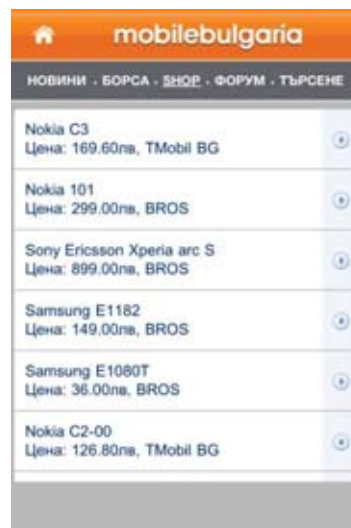 mobilebulgaria
НОВИНИ • БОРСА • SHOP • ФОРУМ • ТЪРСЕНЕ
Nokia C3
Цена: 169.60лв, TMobil BG
Nokia 101
Цена: 299.00лв, BROS
Sony Ericsson Xperia arc S
Цена: 899.00лв, BROS
Samsung E1182
Цена: 149.00лв, BROS
Samsung E1080T
Цена: 36.00лв, BROS
Nokia C2-00
Цена: 126.80лв, TMobil BG